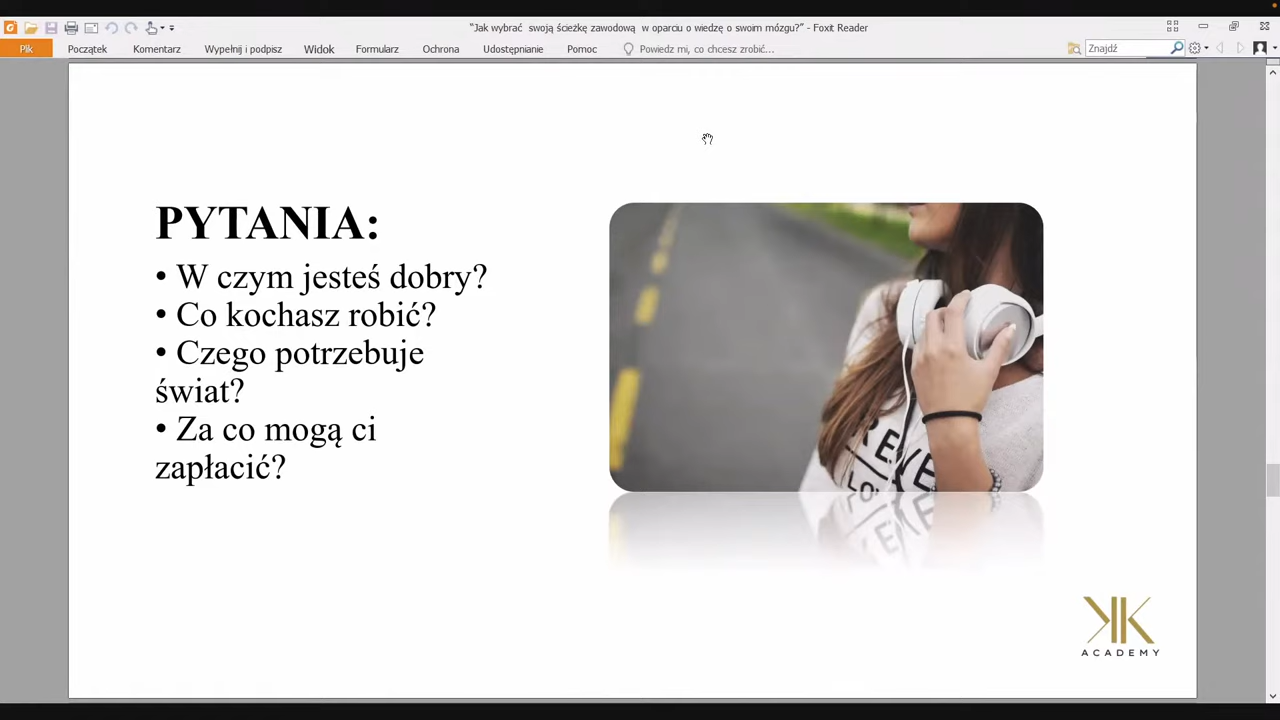 “Jak wybrać swoją ścieżkę zawodową w oparciu o wiedzę o swoim mózgu?” - Foxit Reader
Plik Początek Komentarz Wypełnij i podpisz Widok Formularz Ochrona Udostępnianie Pomoc Powiedz mi, co chcesz zrobić... Znajdź
PYTANIA:
• W czym jesteś dobry?
• Co kochasz robić?
• Czego potrzebuje
świat?
• Za co mogą ci
zapłacić?
KK
ACADEMY